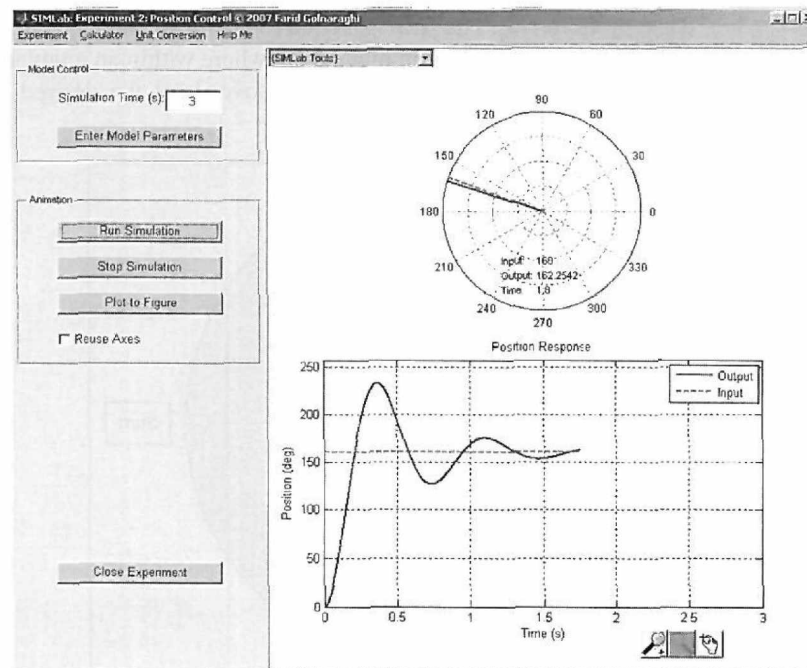 SIMLab: Experiment 2: Position Control © 2007 Farid Golnaraghi
Experiment Calculator Unit Conversion Help Me
Model Control
Simulation Time (s): 3
Enter Model Parameters
Animation
Run Simulation
Stop Simulation
Plot to Figure
Reuse Axes
Close Experiment
{SIMLab Tools}
90
120 60
150 30
180 0
210 330
240 300
270
Input: 160
Output: 162.2542
Time: 1.8
Position Response
Output
Input
Position (deg)
250
200
150
100
50
0
0 0.5 1 1.5 2 2.5 3
Time (s)